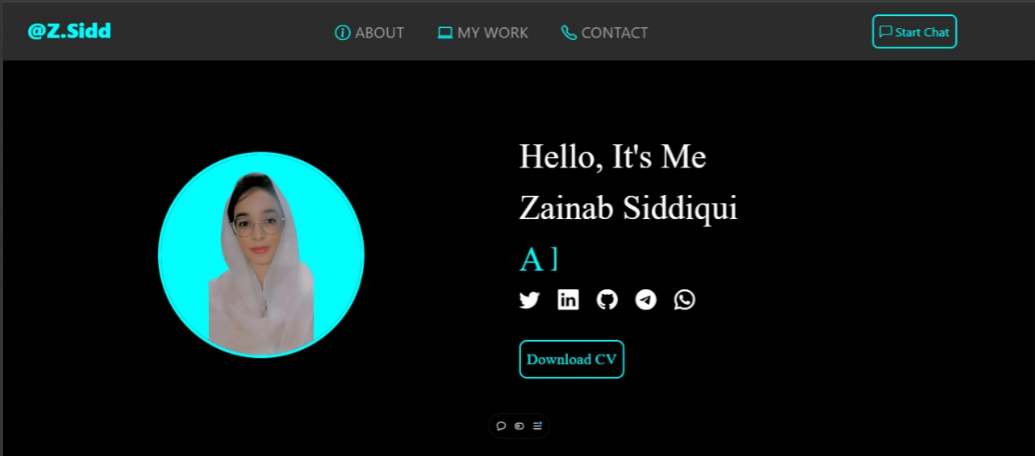 @Z.Sidd
ABOUT
MY WORK
CONTACT
Start Chat
Hello, It's Me
Zainab Siddiqui
A
Download CV